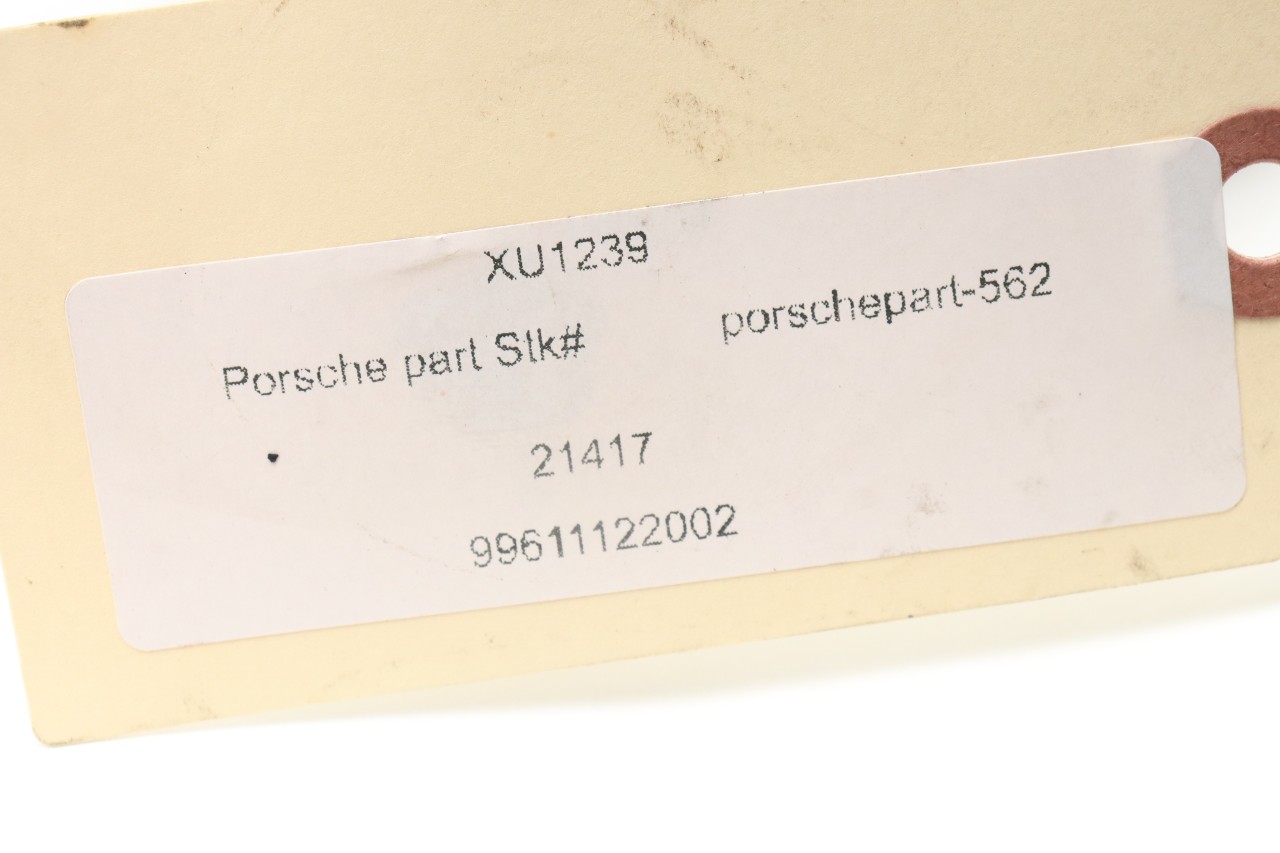 XU1239
Porsche part Stk# porschepart-562
21417
99611122002